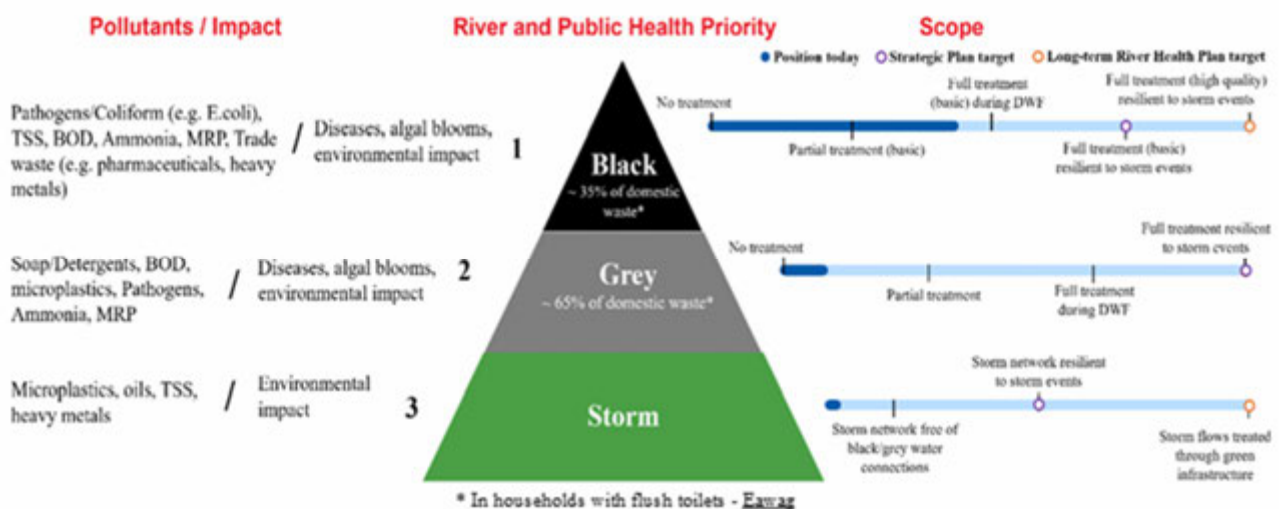 Pollutants / Impact
River and Public Health Priority
Scope
Position today
Strategic Plan target
Long-term River Health Plan target
Pathogens/Coliform (e.g. E.coli),
TSS, BOD, Ammonia, MRP, Trade
waste (e.g. pharmaceuticals, heavy
metals)
/
Diseases, algal blooms,
environmental impact
1
Black
~ 35% of domestic
waste*
No treatment
Partial treatment (basic)
Full treatment
(basic) during DWF
Full treatment (basic)
resilient to storm events
Full treatment (high quality)
resilient to storm events
Soap/Detergents, BOD,
microplastics, Pathogens,
Ammonia, MRP
/
Diseases, algal blooms,
environmental impact
2
Grey
~ 65% of domestic waste*
No treatment
Partial treatment
Full treatment
during DWF
Full treatment resilient
to storm events
Microplastics, oils, TSS,
heavy metals
/
Environmental
impact
3
Storm
Storm network free of
black/grey water
connections
Storm network resilient
to storm events
Storm flows treated
through green
infrastructure
* In households with flush toilets - Eawag